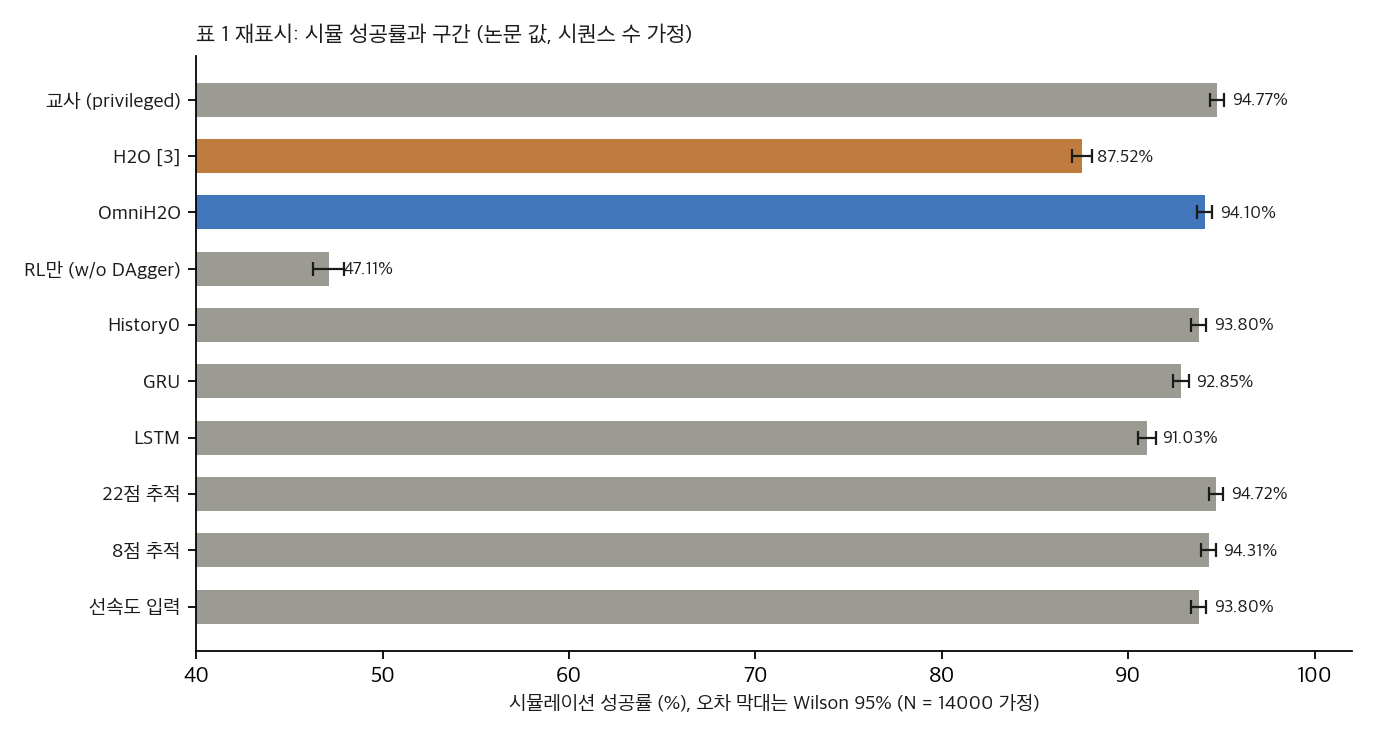 표 1 재표시: 시뮬 성공률과 구간 (논문 값, 시퀀스 수 가정)
교사 (privileged)
94.77%
H2O [3]
87.52%
OmniH2O
94.10%
RL만 (w/o DAgger)
47.11%
History0
93.80%
GRU
92.85%
LSTM
91.03%
22점 추적
94.72%
8점 추적
94.31%
선속도 입력
93.80%
40 50 60 70 80 90 100
시뮬레이션 성공률 (%), 오차 막대는 Wilson 95% (N = 14000 가정)